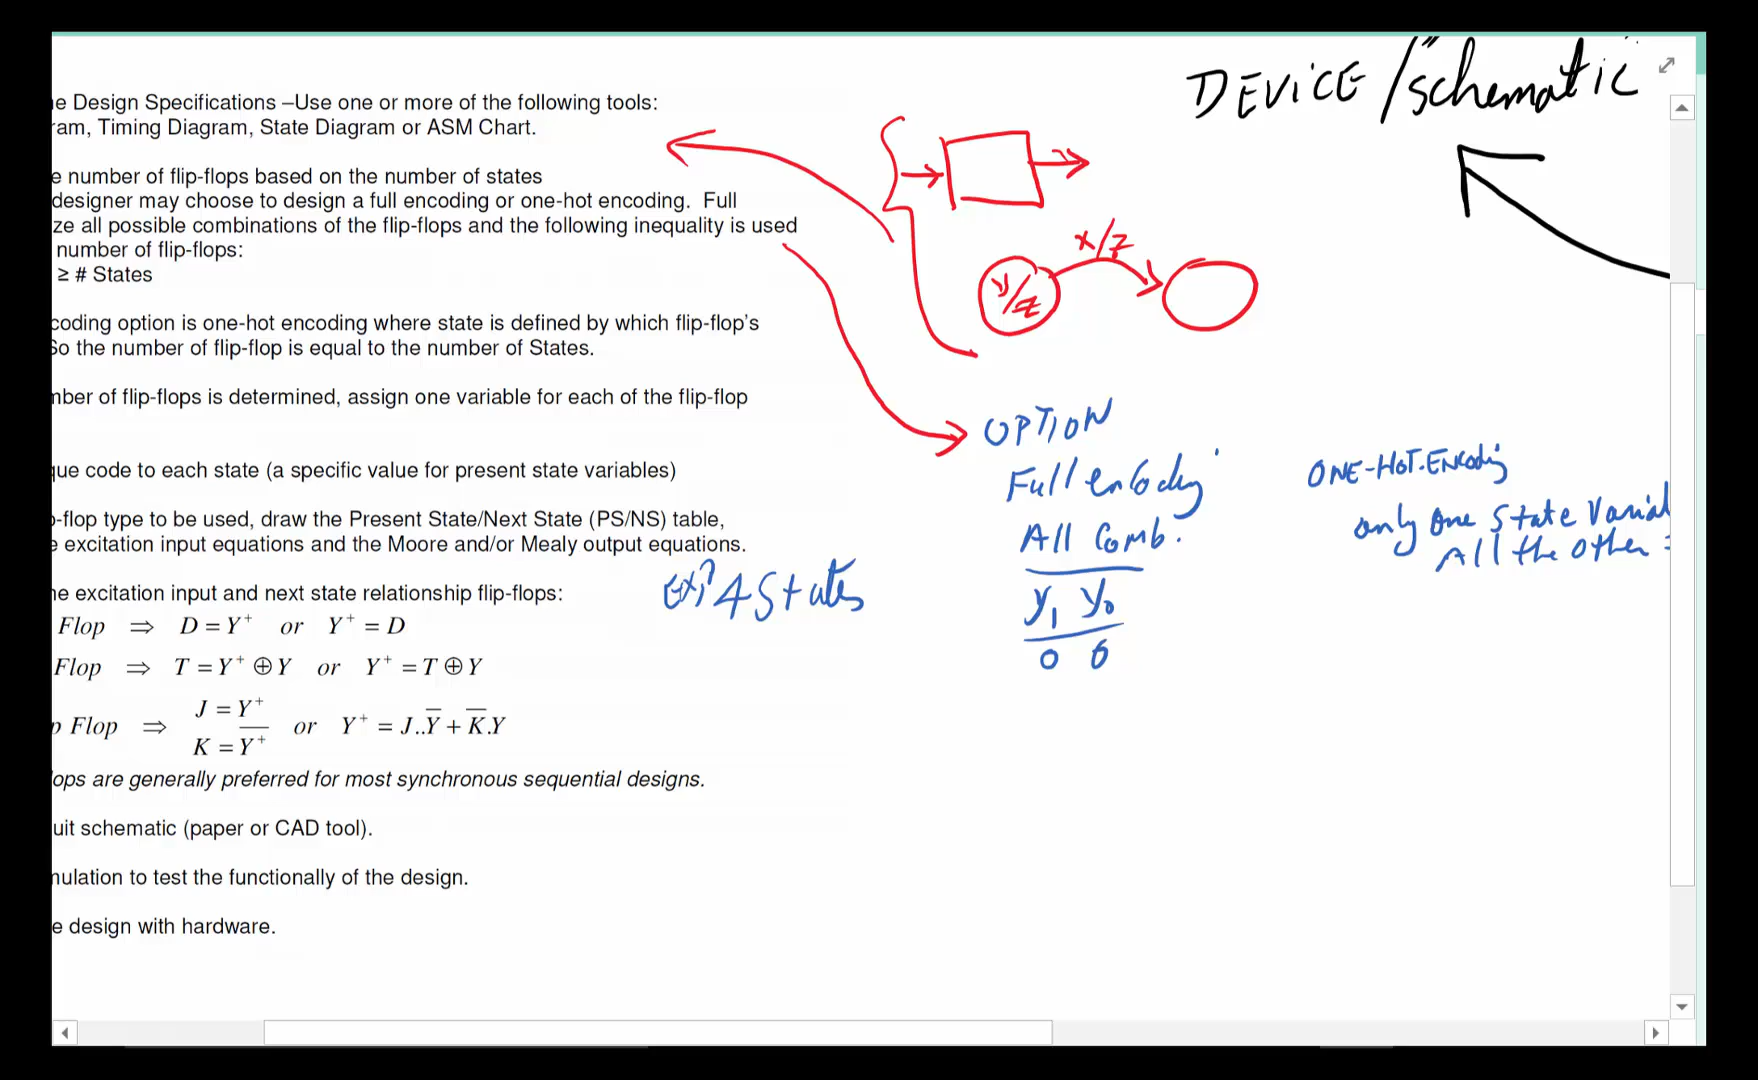 DEVICE/schematic
e Design Specifications –Use one or more of the following tools:
ram, Timing Diagram, State Diagram or ASM Chart.
e number of flip-flops based on the number of states
designer may choose to design a full encoding or one-hot encoding. Full
ze all possible combinations of the flip-flops and the following inequality is used
number of flip-flops:
≥ # States
x/z
y/z
coding option is one-hot encoding where state is defined by which flip-flop's
So the number of flip-flop is equal to the number of States.
mber of flip-flops is determined, assign one variable for each of the flip-flop
OPTION
Full encoding
ONE-HOT-Encoding
que code to each state (a specific value for present state variables)
All Comb.
only one State Variabl
All the other =
p-flop type to be used, draw the Present State/Next State (PS/NS) table,
e excitation input equations and the Moore and/or Mealy output equations.
ne excitation input and next state relationship flip-flops:
Ex? 4 States
y₁ y₀
0 0
Flop ⇒ D = Y⁺ or Y⁺ = D
Flop ⇒ T = Y⁺ ⊕ Y or Y⁺ = T ⊕ Y
J = Y⁺
p Flop ⇒ or Y⁺ = J..Y̅ + K̅.Y
K = Y̅⁺
ops are generally preferred for most synchronous sequential designs.
uit schematic (paper or CAD tool).
mulation to test the functionally of the design.
e design with hardware.